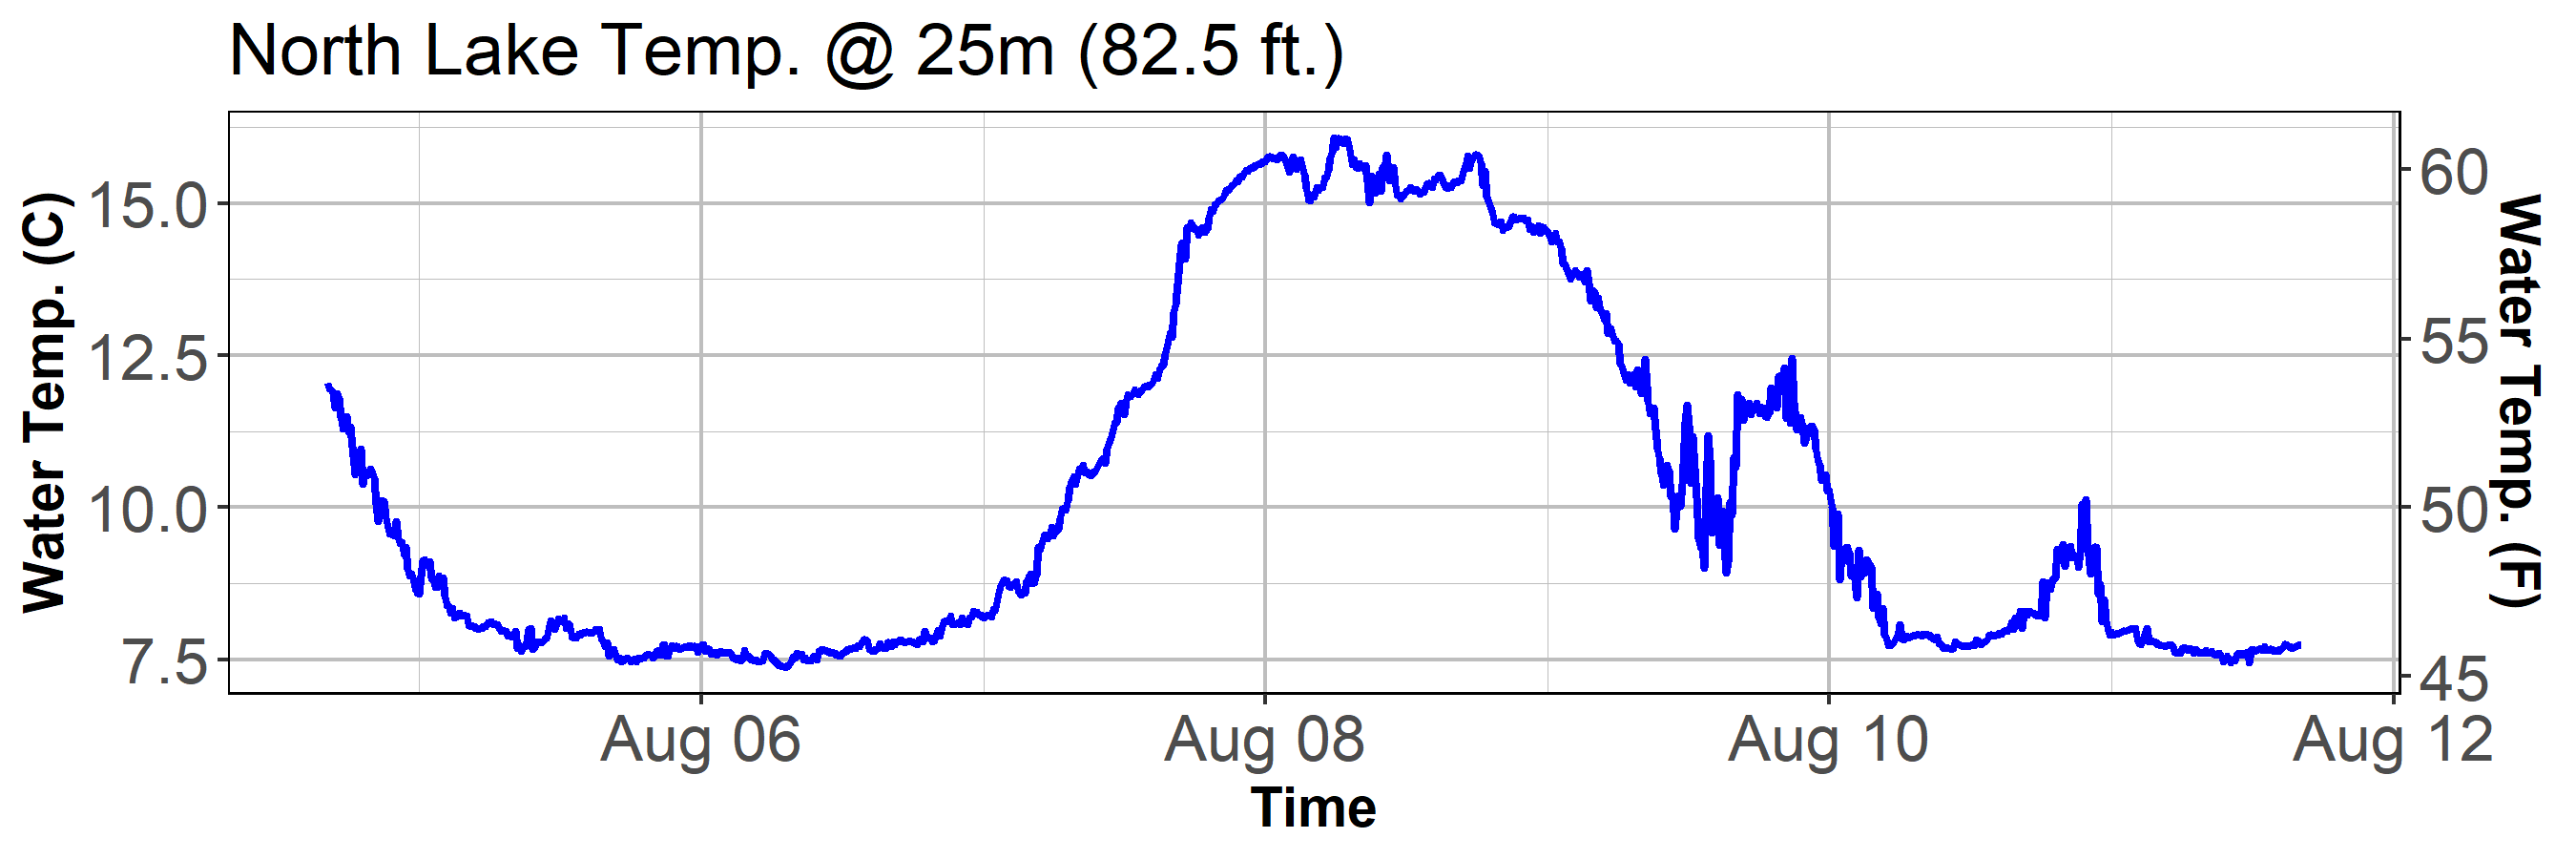 North Lake Temp. @ 25m (82.5 ft.)
Water Temp. (C)
15.0
12.5
10.0
7.5
60
55
50
45
Water Temp. (F)
Aug 06 Aug 08 Aug 10 Aug 12
Time